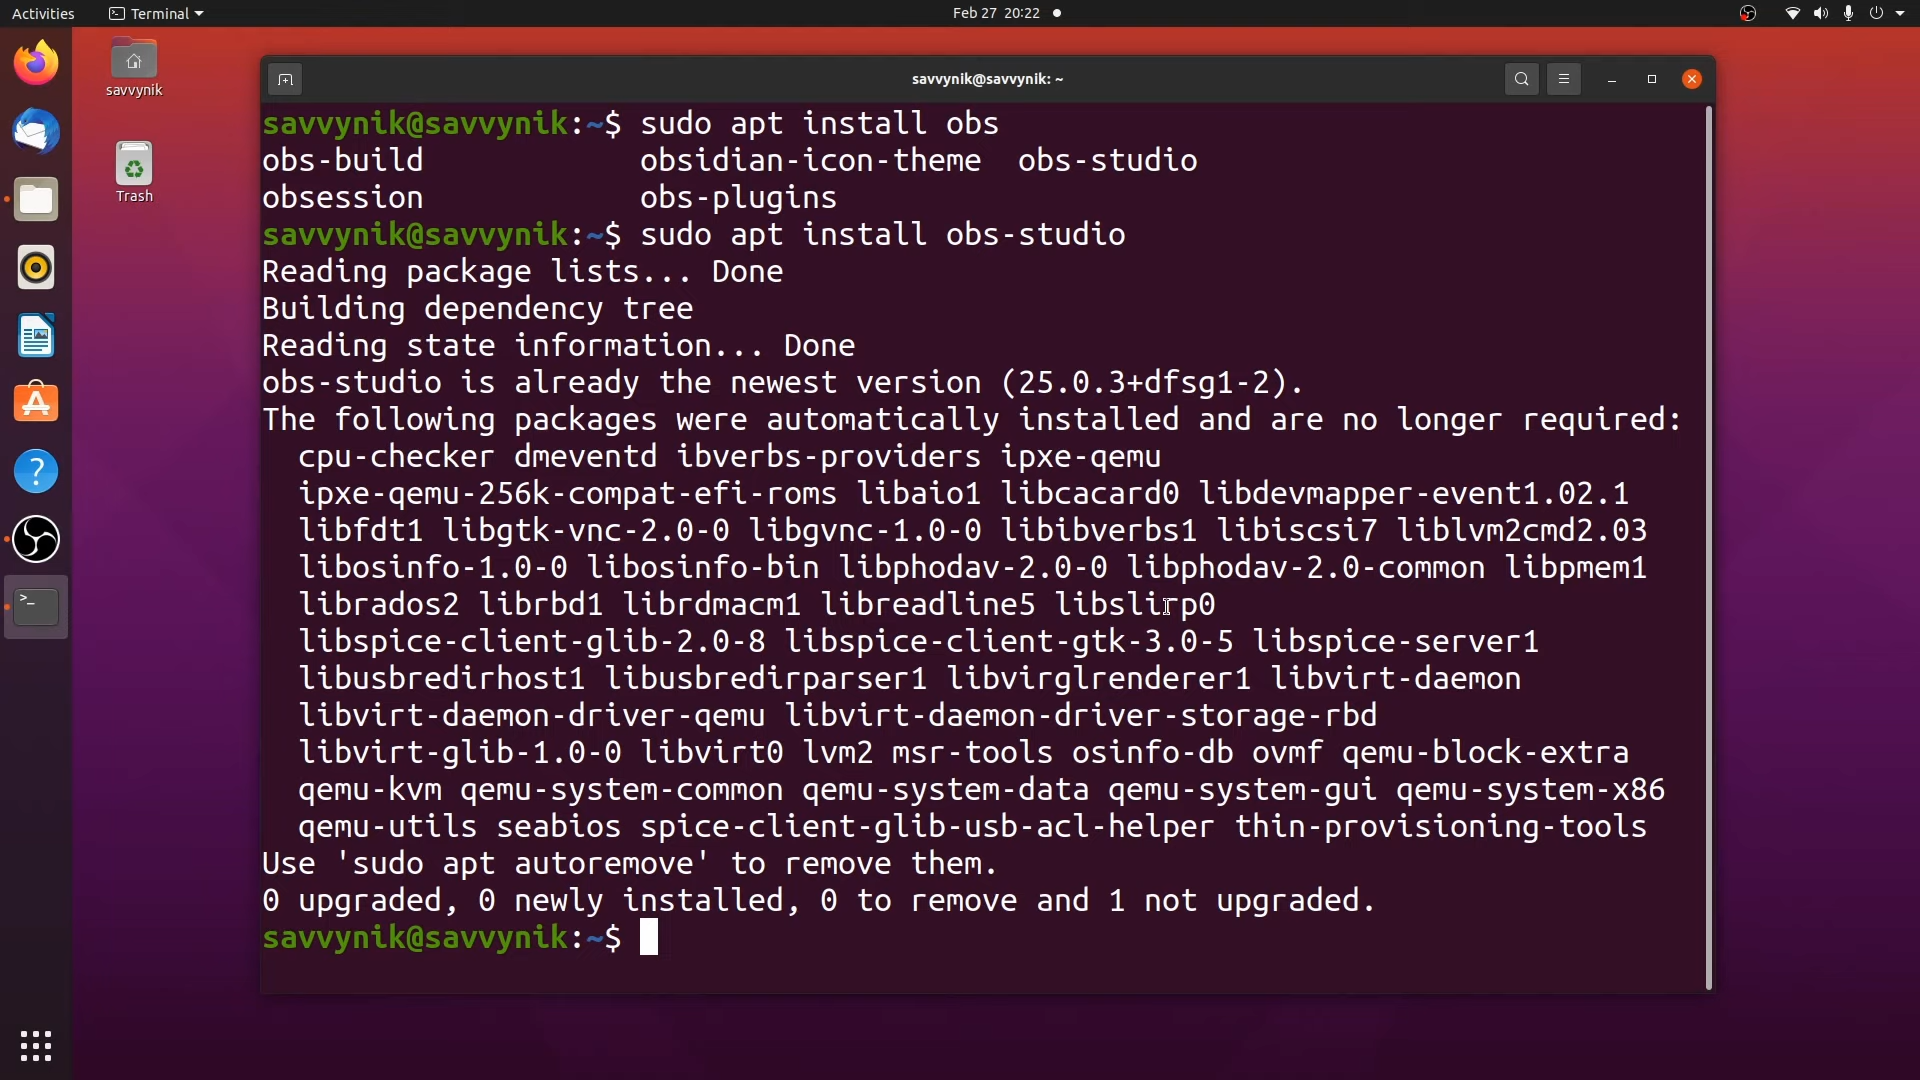 Activities
Terminal
Feb 27 20:22
savvynik
Trash
savvynik@savvynik: ~
savvynik@savvynik:~$ sudo apt install obs
obs-build obsidian-icon-theme obs-studio
obsession obs-plugins
savvynik@savvynik:~$ sudo apt install obs-studio
Reading package lists... Done
Building dependency tree
Reading state information... Done
obs-studio is already the newest version (25.0.3+dfsg1-2).
The following packages were automatically installed and are no longer required:
cpu-checker dmeventd ibverbs-providers ipxe-qemu
ipxe-qemu-256k-compat-efi-roms libaio1 libcacard0 libdevmapper-event1.02.1
libfdt1 libgtk-vnc-2.0-0 libgvnc-1.0-0 libibverbs1 libiscsi7 liblvm2cmd2.03
libosinfo-1.0-0 libosinfo-bin libphodav-2.0-0 libphodav-2.0-common libpmem1
librados2 librbd1 librdmacm1 libreadline5 libslirp0
libspice-client-glib-2.0-8 libspice-client-gtk-3.0-5 libspice-server1
libusbredirhost1 libusbredirparser1 libvirglrenderer1 libvirt-daemon
libvirt-daemon-driver-qemu libvirt-daemon-driver-storage-rbd
libvirt-glib-1.0-0 libvirt0 lvm2 msr-tools osinfo-db ovmf qemu-block-extra
qemu-kvm qemu-system-common qemu-system-data qemu-system-gui qemu-system-x86
qemu-utils seabios spice-client-glib-usb-acl-helper thin-provisioning-tools
Use 'sudo apt autoremove' to remove them.
0 upgraded, 0 newly installed, 0 to remove and 1 not upgraded.
savvynik@savvynik:~$